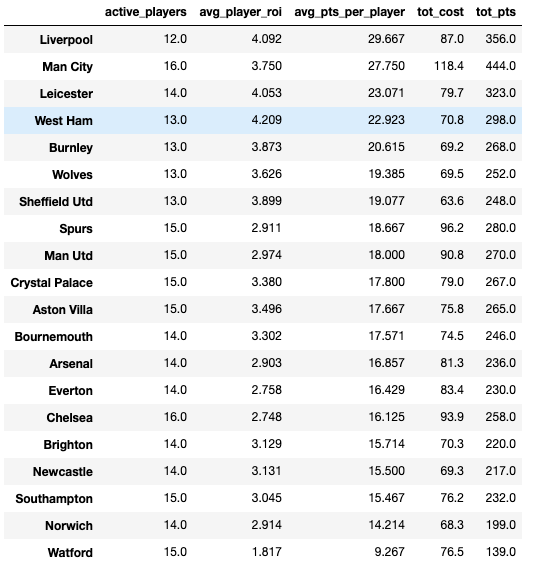 active_players avg_player_roi avg_pts_per_player tot_cost tot_pts
Liverpool 12.0 4.092 29.667 87.0 356.0
Man City 16.0 3.750 27.750 118.4 444.0
Leicester 14.0 4.053 23.071 79.7 323.0
West Ham 13.0 4.209 22.923 70.8 298.0
Burnley 13.0 3.873 20.615 69.2 268.0
Wolves 13.0 3.626 19.385 69.5 252.0
Sheffield Utd 13.0 3.899 19.077 63.6 248.0
Spurs 15.0 2.911 18.667 96.2 280.0
Man Utd 15.0 2.974 18.000 90.8 270.0
Crystal Palace 15.0 3.380 17.800 79.0 267.0
Aston Villa 15.0 3.496 17.667 75.8 265.0
Bournemouth 14.0 3.302 17.571 74.5 246.0
Arsenal 14.0 2.903 16.857 81.3 236.0
Everton 14.0 2.758 16.429 83.4 230.0
Chelsea 16.0 2.748 16.125 93.9 258.0
Brighton 14.0 3.129 15.714 70.3 220.0
Newcastle 14.0 3.131 15.500 69.3 217.0
Southampton 15.0 3.045 15.467 76.2 232.0
Norwich 14.0 2.914 14.214 68.3 199.0
Watford 15.0 1.817 9.267 76.5 139.0